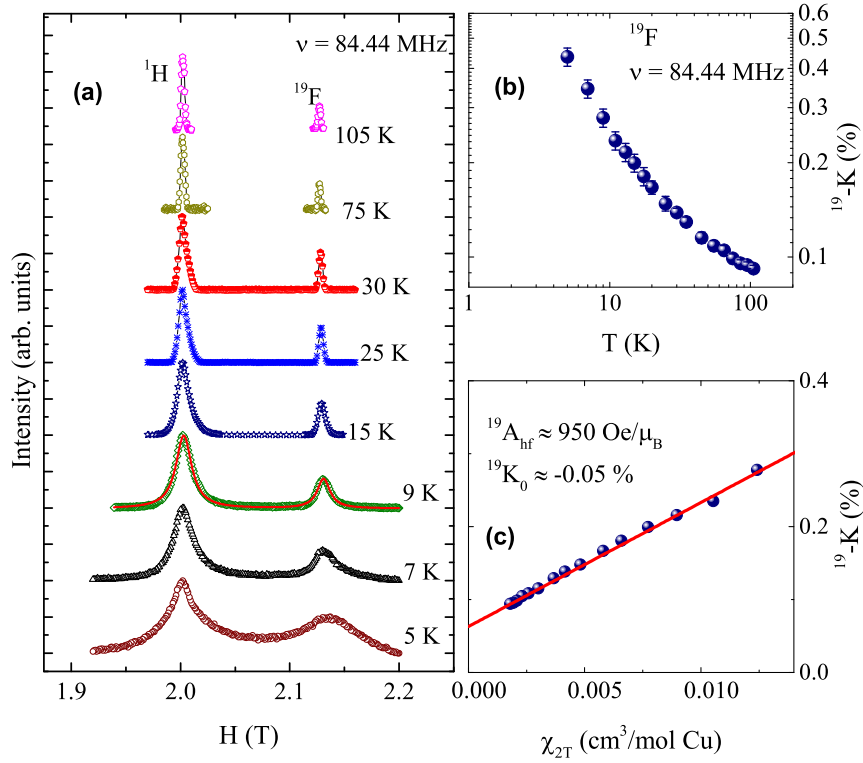 (a)
¹H
ν = 84.44 MHz
¹⁹F
105 K
75 K
30 K
25 K
15 K
9 K
7 K
5 K
Intensity (arb. units)
1.9 2.0 2.1 2.2
H (T)
(b)
¹⁹F
ν = 84.44 MHz
0.6
0.5
0.4
0.3
0.2
0.1
¹⁹-K (%)
1 10 100
T (K)
(c)
¹⁹A_hf ≈ 950 Oe/μ_B
¹⁹K₀ ≈ -0.05 %
0.4
0.2
0.0
¹⁹-K (%)
0.000 0.005 0.010
χ_2T (cm³/mol Cu)